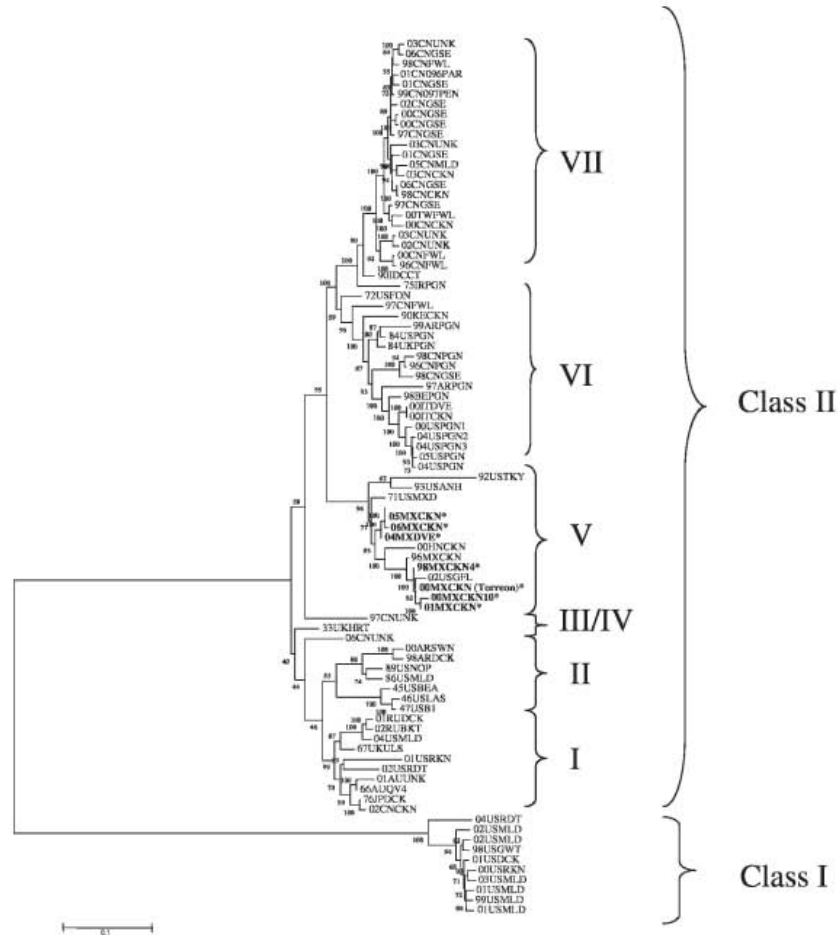 03CNUNK
06CNGSE
98CNFWL
01CN096PAR
01CNGSE
99CN097PEN
02CNGSE
00CNGSE
00CNGSE
97CNGSE
03CNUNK
01CNGSE
05CNMLD
03CNCKN
06CNGSE
98CNCKN
97CNGSE
00TWFWL
00CNCKN
03CNUNK
02CNUNK
00CNFWL
96CNFWL
90IDCCT
VII
75IRPGN
72USFON
97CNFWL
90KECKN
99ARPGN
84USPGN
84UKPGN
98CNPGN
96CNPGN
98CNGSE
97ARPGN
98BEPGN
00ITDVE
00ITCKN
00USPGN1
04USPGN2
04USPGN3
05USPGN
04USPGN
VI
Class II
92USTKY
93USANH
71USMXD
05MXCKN*
06MXCKN*
04MXDVE*
00HNCKN
96MXCKN
98MXCKN4*
02USGFL
00MXCKN (Torreon)*
00MXCKN10*
01MXCKN*
V
97CNUNK
33UKHRT
III/IV
06CNUNK
00ARSWN
98ARDCK
89USNOP
86USMLD
45USBEA
46USLAS
47USB1
II
01RUDCK
02RUBKT
04USMLD
67UKULS
01USRKN
02USRDT
01AUUNK
66AUQV4
76JPDCK
02CNCKN
I
04USRDT
02USMLD
02USMLD
98USGWT
01USDCK
00USRKN
03USMLD
01USMLD
99USMLD
01USMLD
Class I
0.1